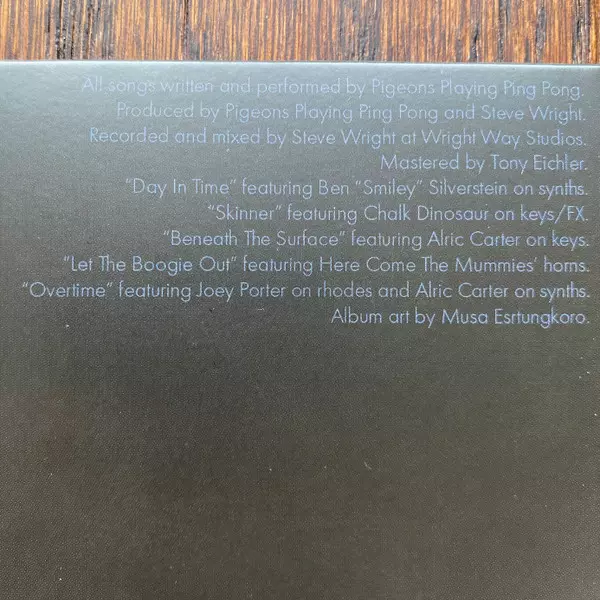 All songs written and performed by Pigeons Playing Ping Pong.
Produced by Pigeons Playing Ping Pong and Steve Wright.
Recorded and mixed by Steve Wright at Wright Way Studios.
Mastered by Tony Eichler.
“Day In Time” featuring Ben “Smiley” Silverstein on synths.
“Skinner” featuring Chalk Dinosaur on keys/FX.
“Beneath The Surface” featuring Alric Carter on keys.
“Let The Boogie Out” featuring Here Come The Mummies’ horns.
“Overtime” featuring Joey Porter on rhodes and Alric Carter on synths.
Album art by Musa Esrtungkoro.